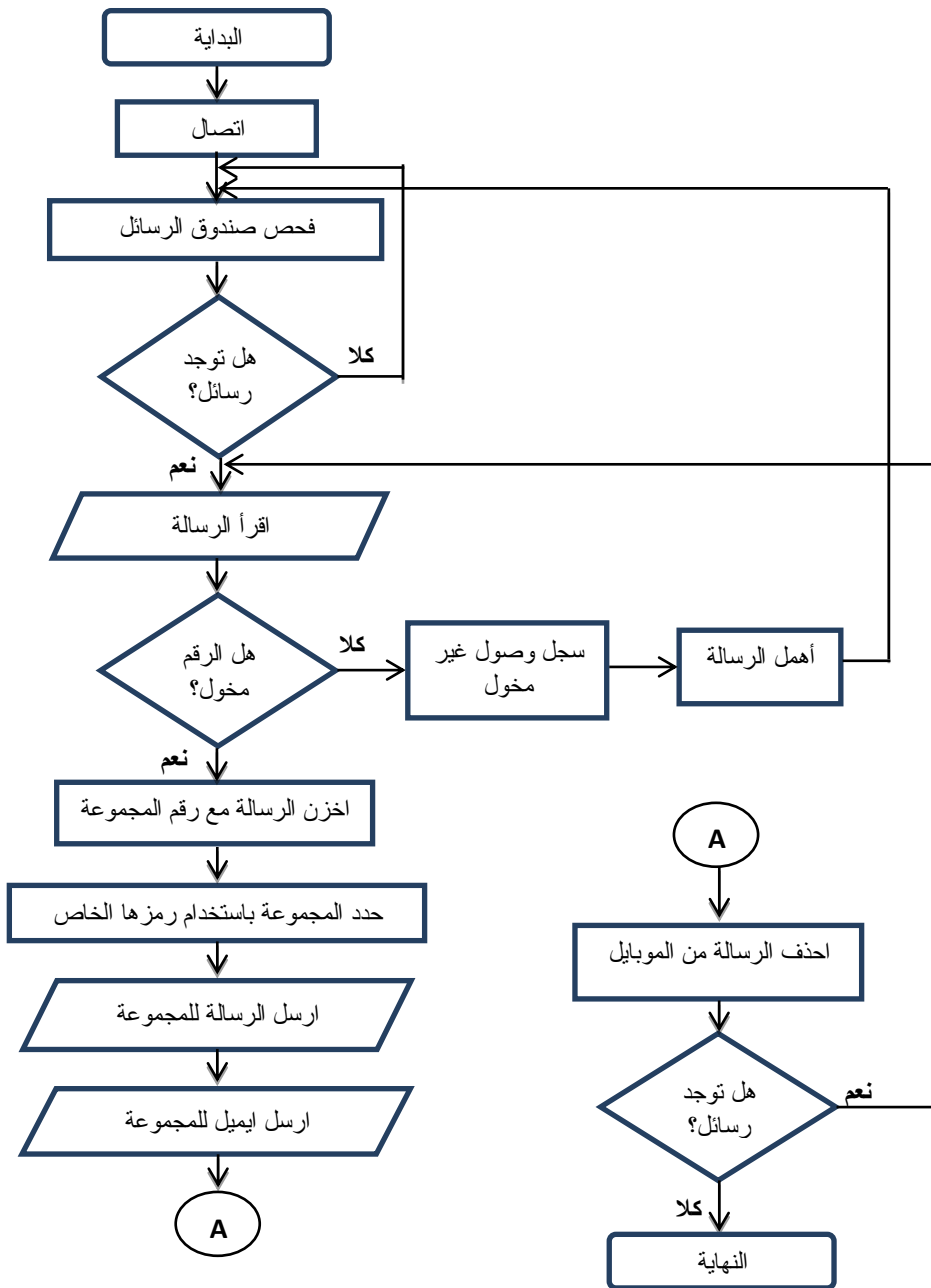 البداية
اتصال
فحص صندوق الرسائل
هل توجد
رسائل؟
كلا
نعم
اقرأ الرسالة
هل الرقم
مخول؟
كلا
سجل وصول غير
مخول
أهمل الرسالة
نعم
اخزن الرسالة مع رقم المجموعة
حدد المجموعة باستخدام رمزها الخاص
ارسل الرسالة للمجموعة
ارسل ايميل للمجموعة
A
A
احذف الرسالة من الموبايل
هل توجد
رسائل؟
نعم
كلا
النهاية